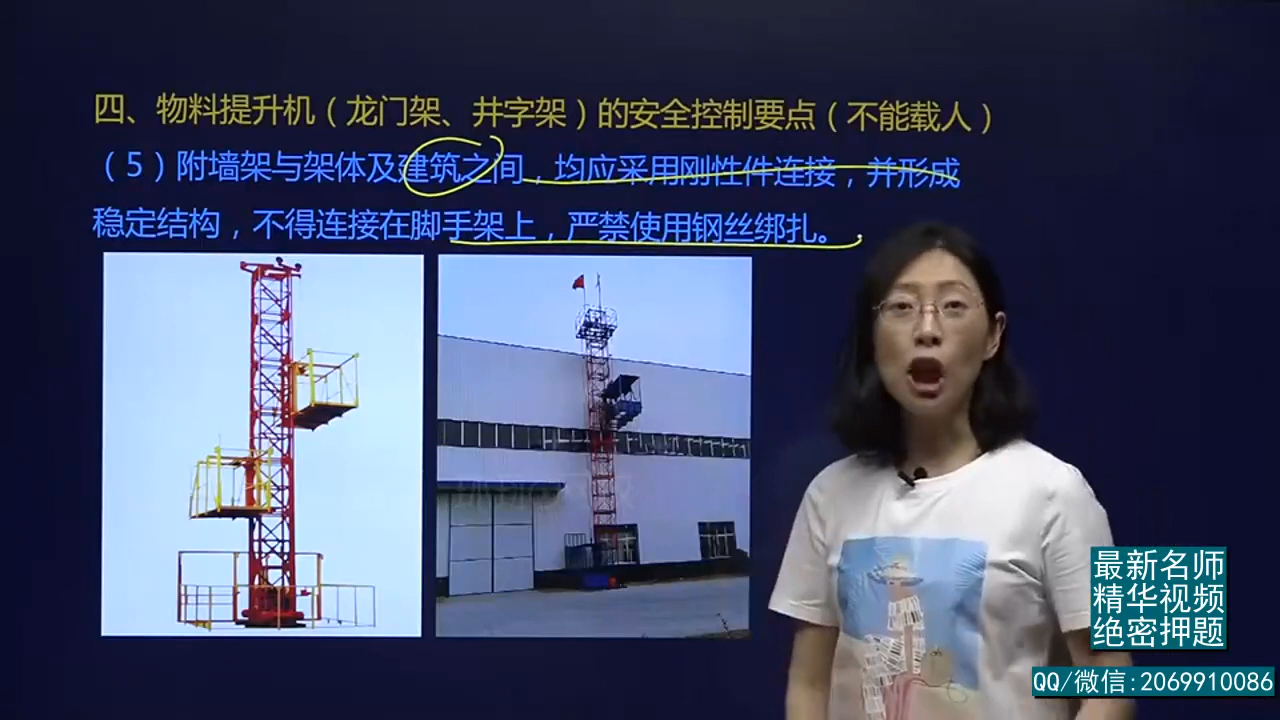 四、物料提升机（龙门架、井字架）的安全控制要点（不能载人）
（5）附墙架与架体及建筑之间，均应采用刚性件连接，并形成
稳定结构，不得连接在脚手架上，严禁使用钢丝绑扎。
最新名师
精华视频
绝密押题
QQ/微信:2069910086